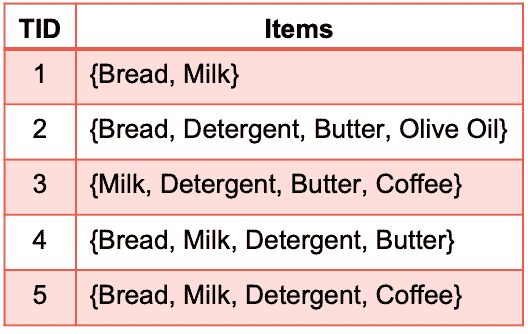 TID Items
1 {Bread, Milk}
2 {Bread, Detergent, Butter, Olive Oil}
3 {Milk, Detergent, Butter, Coffee}
4 {Bread, Milk, Detergent, Butter}
5 {Bread, Milk, Detergent, Coffee}